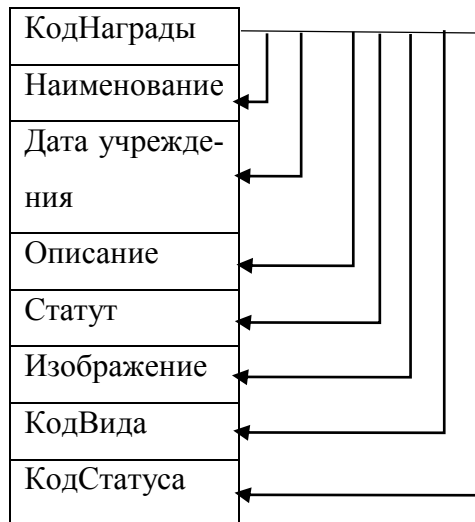 КодНаграды
Наименование
Дата учрежде-
ния
Описание
Статут
Изображение
КодВида
КодСтатуса